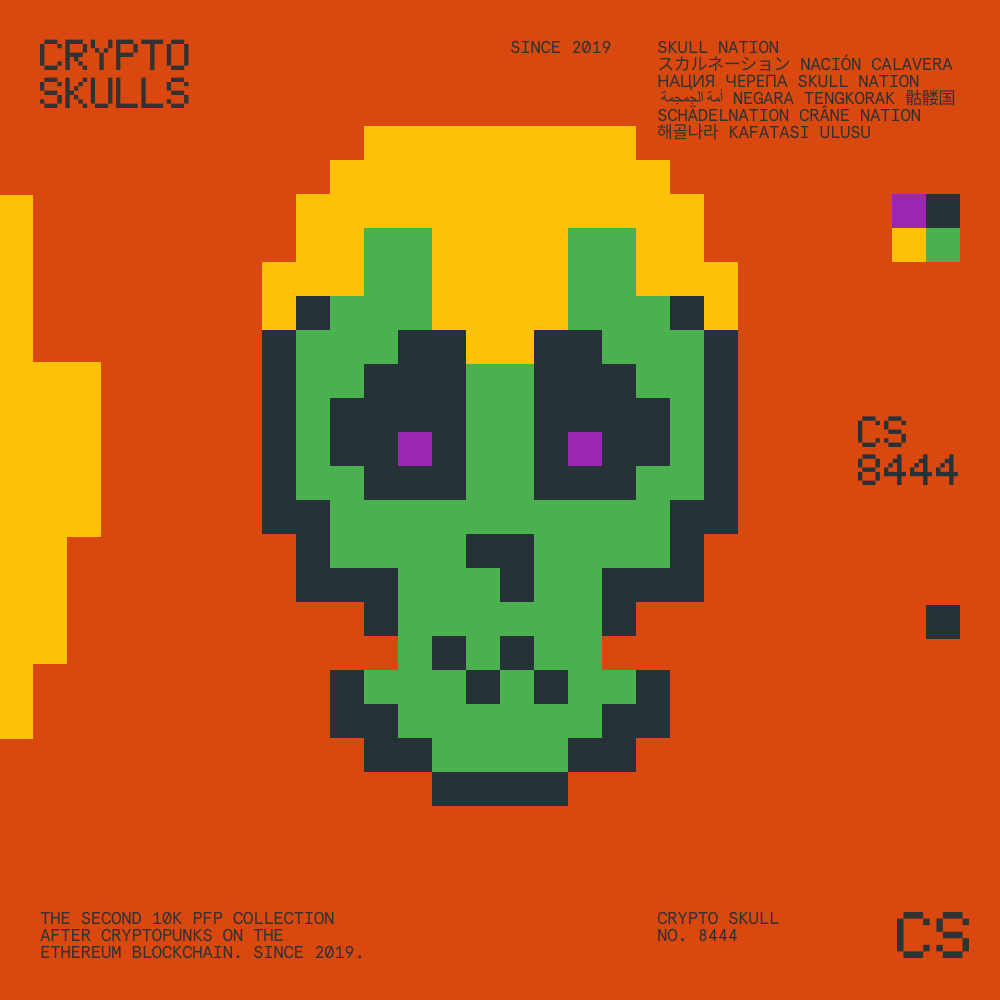 CRYPTO
SKULLS
SINCE 2019
SKULL NATION
スカルネーション NACIÓN CALAVERA
НАЦИЯ ЧЕРЕПА SKULL NATION
أمة الجمجمة NEGARA TENGKORAK 骷髅国
SCHÄDELNATION CRÂNE NATION
해골나라 KAFATASI ULUSU
CS
8444
THE SECOND 10K PFP COLLECTION
AFTER CRYPTOPUNKS ON THE
ETHEREUM BLOCKCHAIN. SINCE 2019.
CRYPTO SKULL
NO. 8444
CS